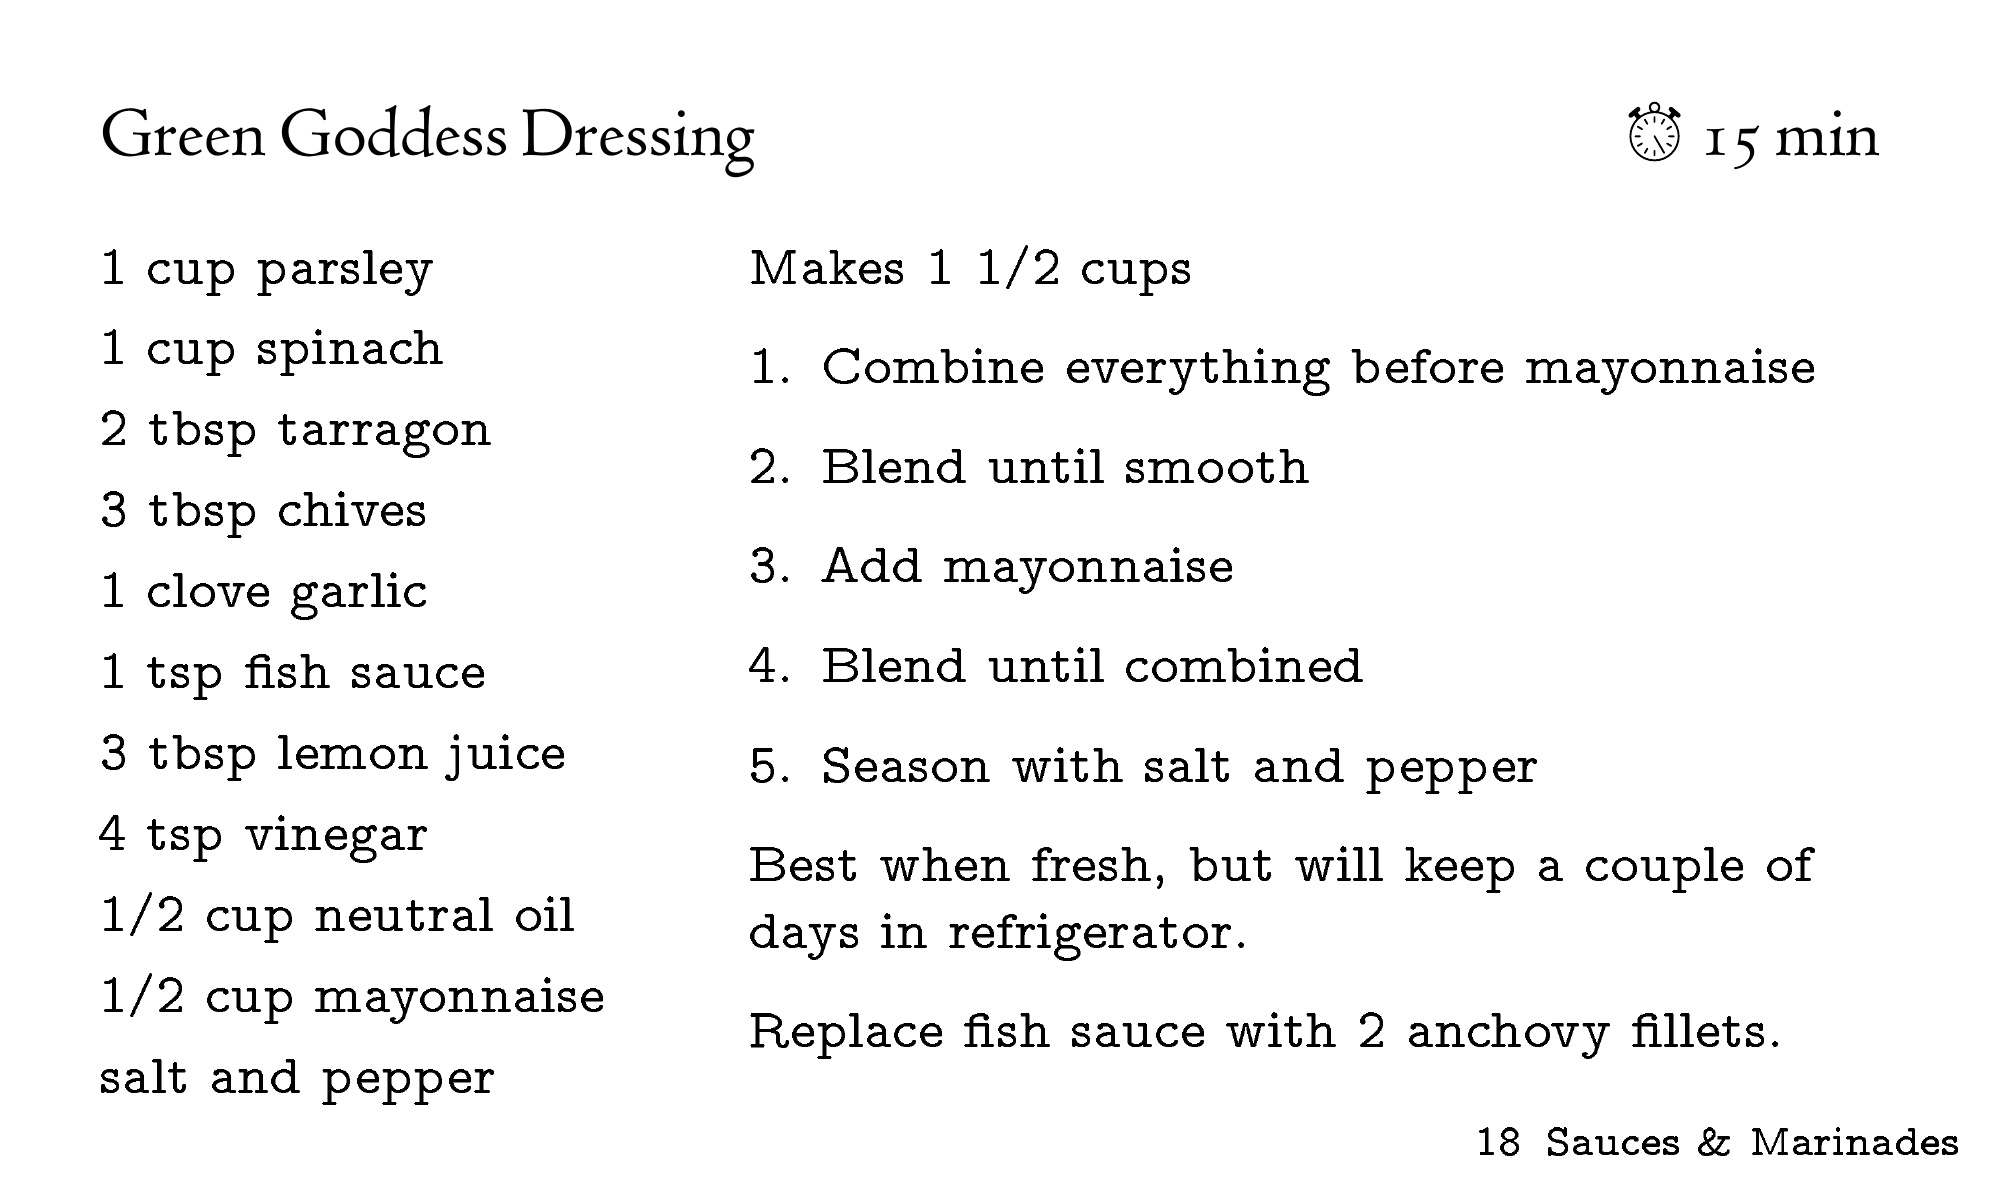 Green Goddess Dressing
⏱ 15 min
1 cup parsley
1 cup spinach
2 tbsp tarragon
3 tbsp chives
1 clove garlic
1 tsp fish sauce
3 tbsp lemon juice
4 tsp vinegar
1/2 cup neutral oil
1/2 cup mayonnaise
salt and pepper
Makes 1 1/2 cups
1. Combine everything before mayonnaise
2. Blend until smooth
3. Add mayonnaise
4. Blend until combined
5. Season with salt and pepper
Best when fresh, but will keep a couple of
days in refrigerator.
Replace fish sauce with 2 anchovy fillets.
18 Sauces & Marinades